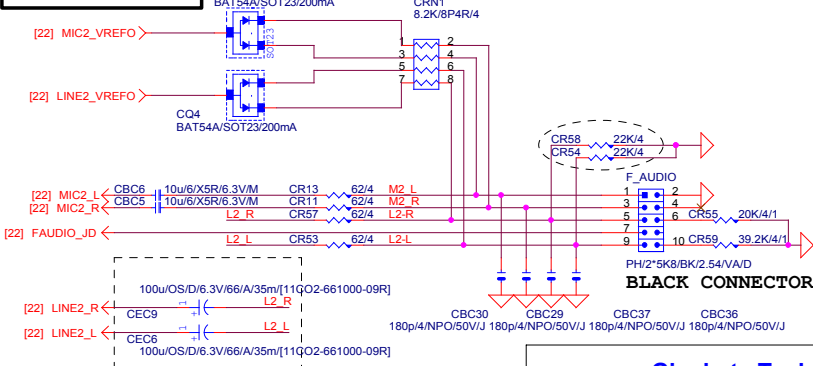 BAT54A/SOT23/200mA
CRN1
8.2K/8P4R/4
[22] MIC2_VREFO
SOT23
1 2
3 4
5 6
7 8
[22] LINE2_VREFO
CQ4
BAT54A/SOT23/200mA
CR58 22K/4
CR54 22K/4
F_AUDIO
[22] MIC2_L CBC6 10u/6/X5R/6.3V/M CR13 62/4 M2_L 1 2
[22] MIC2_R CBC5 10u/6/X5R/6.3V/M CR11 62/4 M2_R 3 4
L2_R CR57 62/4 L2-R 5 6 CR55 20K/4/1
[22] FAUDIO_JD 7
L2_L CR53 62/4 L2-L 9 10 CR59 39.2K/4/1
PH/2*5K8/BK/2.54/VA/D
BLACK CONNECTOR
100u/OS/D/6.3V/66/A/35m/[11CO2-661000-09R]
[22] LINE2_R 1 + L2_R
CEC9
[22] LINE2_L 1 + L2_L
CEC6
100u/OS/D/6.3V/66/A/35m/[11CO2-661000-09R]
CBC30 CBC29 CBC37 CBC36
180p/4/NPO/50V/J 180p/4/NPO/50V/J 180p/4/NPO/50V/J 180p/4/NPO/50V/J